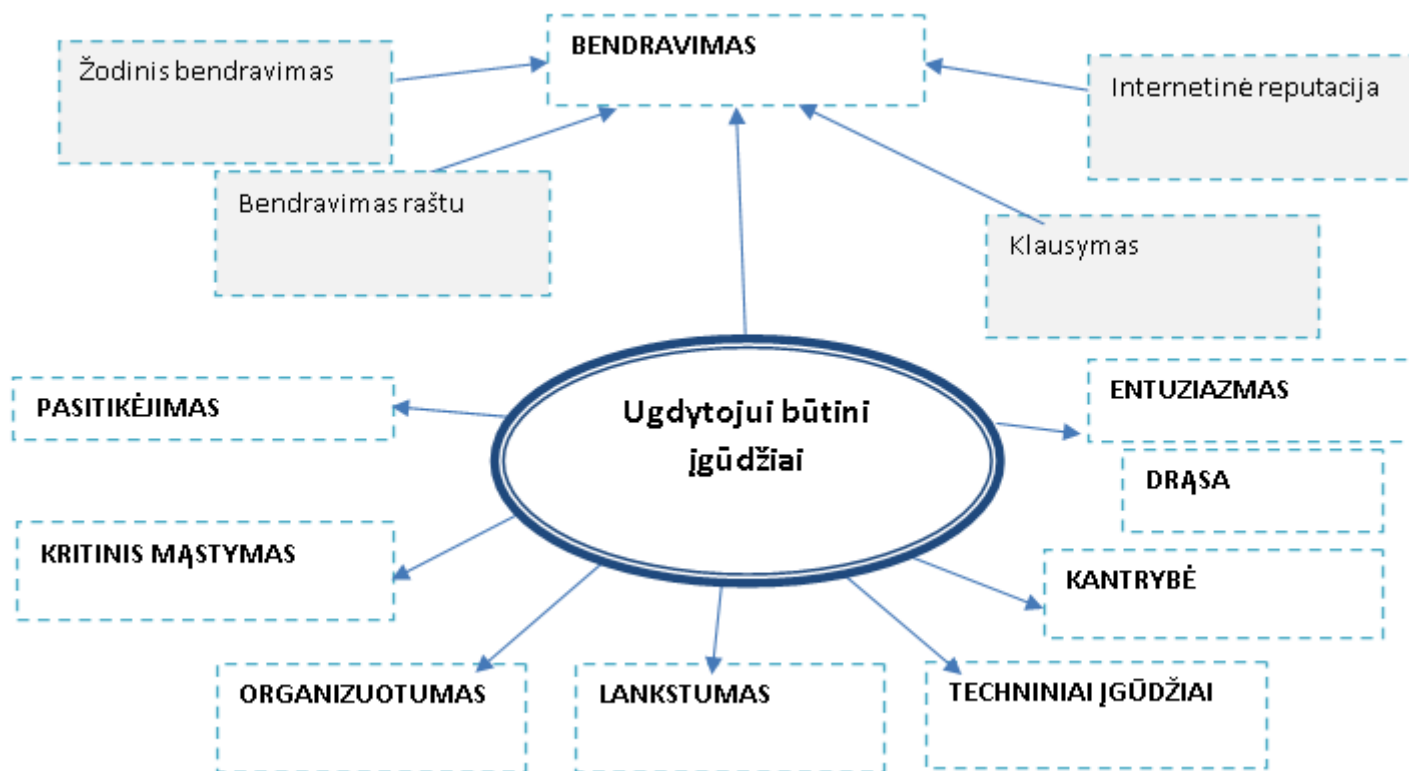 BENDRAVIMAS
Žodinis bendravimas
Internetinė reputacija
Bendravimas raštu
Klausymas
Ugdytojui būtini
įgūdžiai
PASITIKĖJIMAS
ENTUZIAZMAS
DRĄSA
KRITINIS MĄSTYMAS
KANTRYBĖ
ORGANIZUOTUMAS
LANKSTUMAS
TECHNINIAI ĮGŪDŽIAI